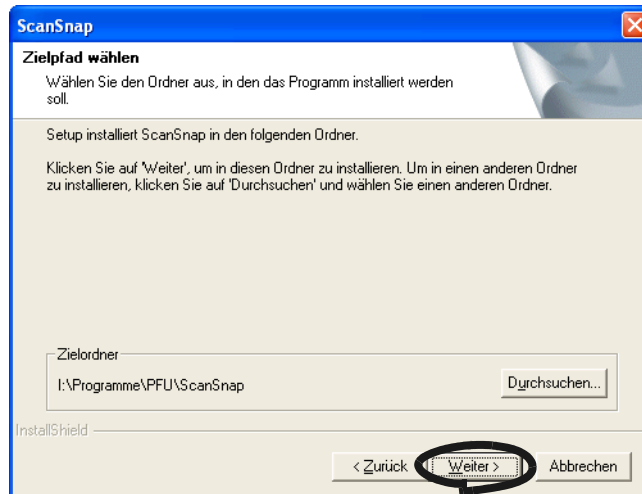 ScanSnap
Zielpfad wählen
Wählen Sie den Ordner aus, in den das Programm installiert werden
soll.
Setup installiert ScanSnap in den folgenden Ordner.
Klicken Sie auf 'Weiter', um in diesen Ordner zu installieren. Um in einen anderen Ordner
zu installieren, klicken Sie auf 'Durchsuchen' und wählen Sie einen anderen Ordner.
Zielordner
I:\Programme\PFU\ScanSnap
Durchsuchen...
InstallShield
< Zurück
Weiter >
Abbrechen